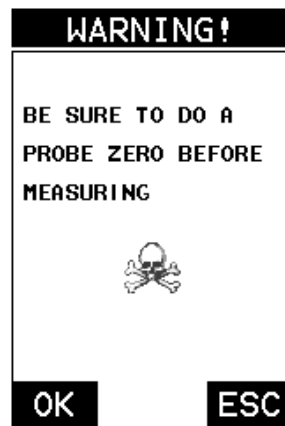 WARNING!
BE SURE TO DO A
PROBE ZERO BEFORE
MEASURING
OK ESC